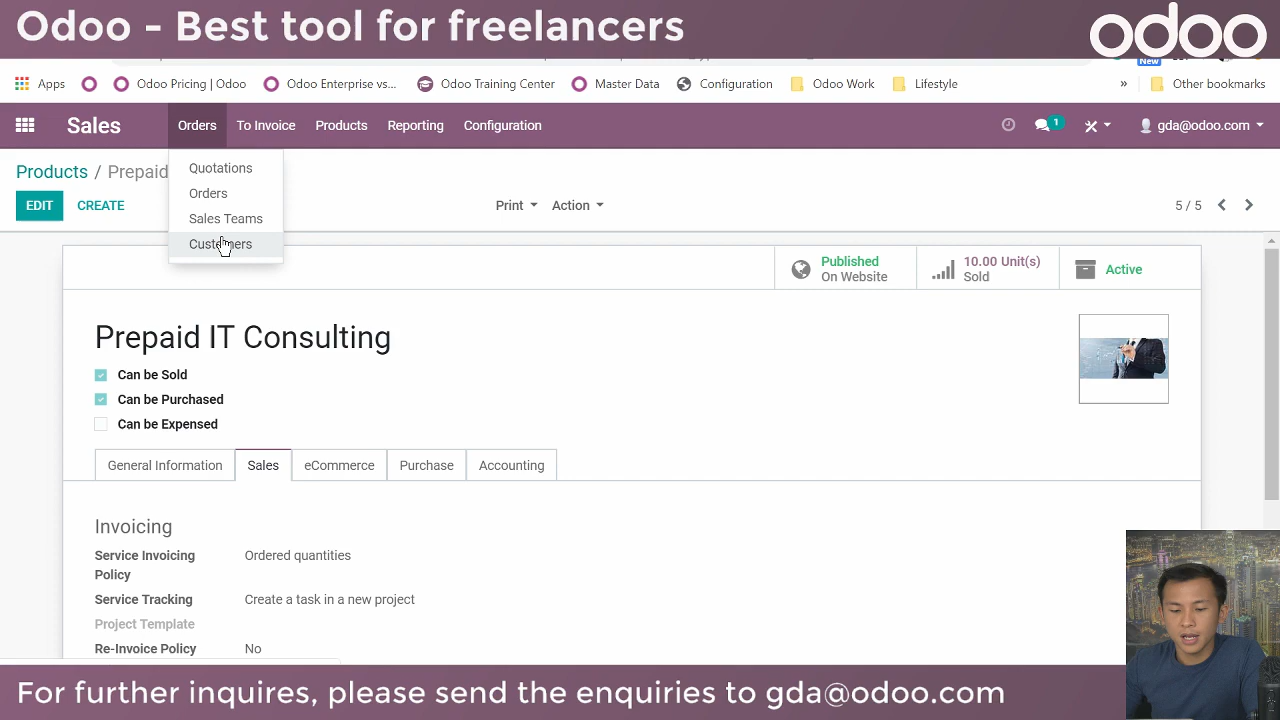 Odoo - Best tool for freelancers
odoo
New
Apps
Odoo Pricing | Odoo
Odoo Enterprise vs...
Odoo Training Center
Master Data
Configuration
Odoo Work
Lifestyle
»
Other bookmarks
Sales
Orders
To Invoice
Products
Reporting
Configuration
1
gda@odoo.com
Products / Prepaid
Quotations
Orders
Sales Teams
Customers
EDIT
CREATE
Print
Action
5 / 5
Published
On Website
10.00 Unit(s)
Sold
Active
Prepaid IT Consulting
Can be Sold
Can be Purchased
Can be Expensed
General Information
Sales
eCommerce
Purchase
Accounting
Invoicing
Service Invoicing
Policy
Ordered quantities
Service Tracking
Create a task in a new project
Project Template
Re-Invoice Policy
No
For further inquires, please send the enquiries to gda@odoo.com